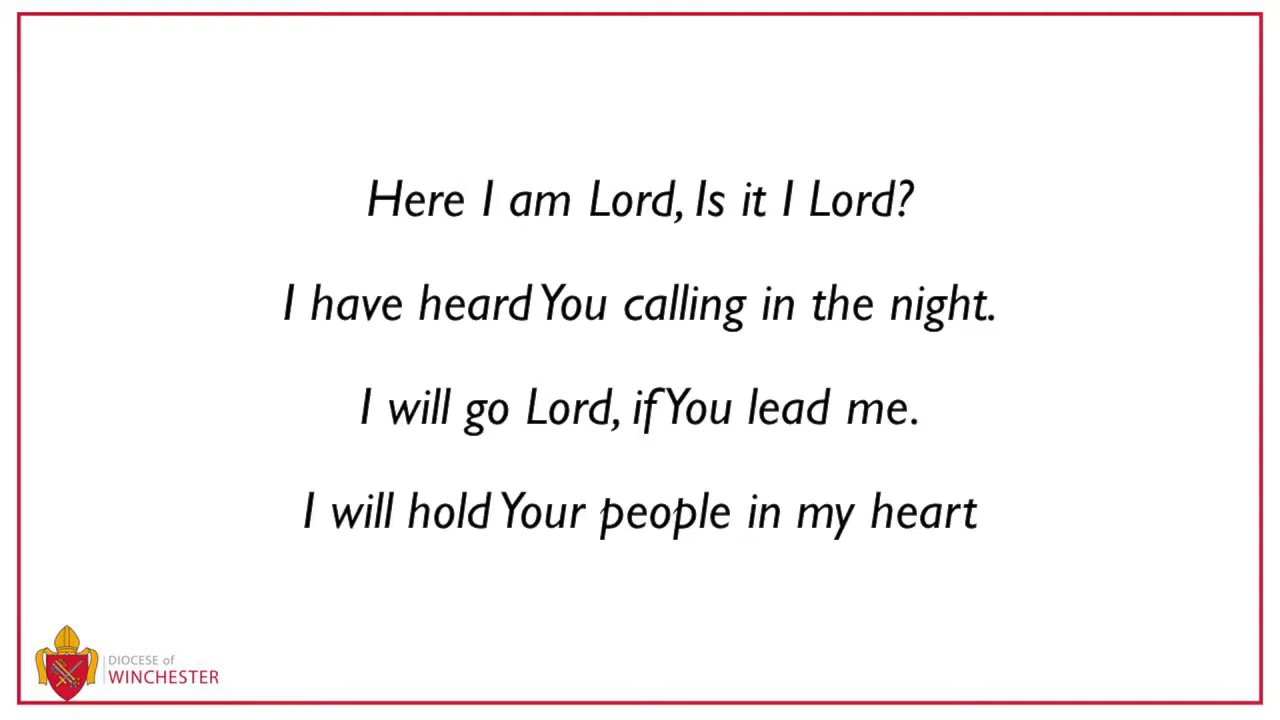 Here I am Lord, Is it I Lord?
I have heard You calling in the night.
I will go Lord, if You lead me.
I will hold Your people in my heart
DIOCESE of
WINCHESTER